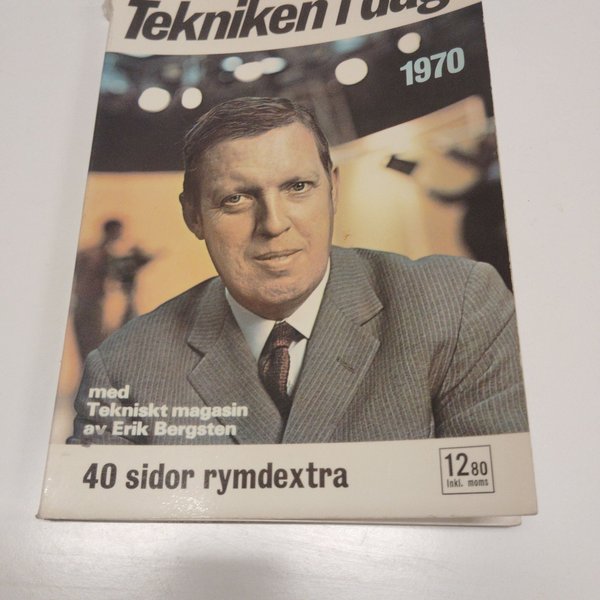 Tekniken i dag
1970
med
Tekniskt magasin
av Erik Bergsten
40 sidor rymdextra
12 80
Inkl. moms